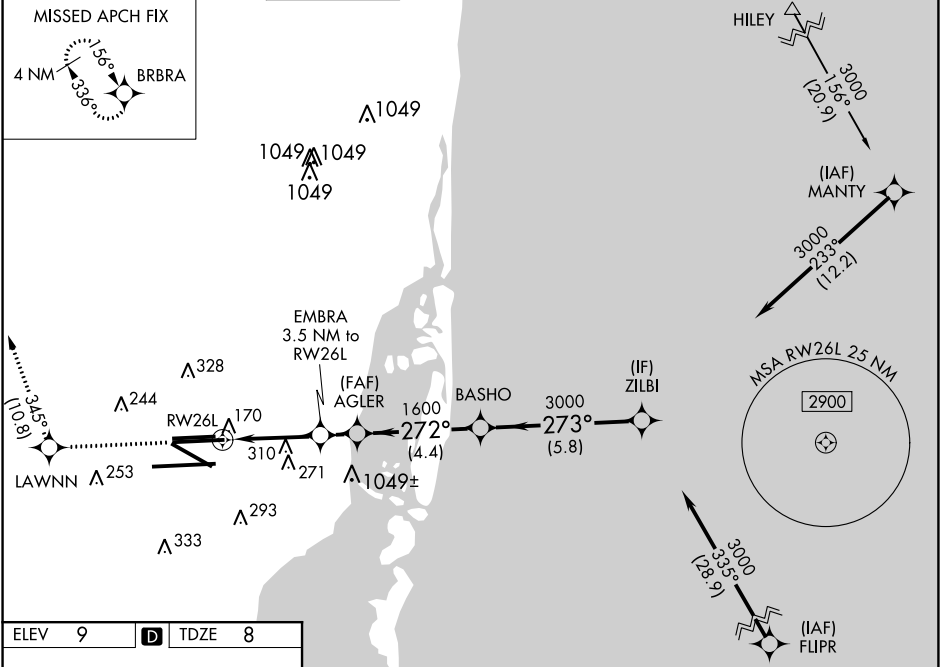 MISSED APCH FIX
4 NM
156°
336°
BRBRA
HILEY
3000
156°
(20.9)
1049
1049
1049
1049
(IAF)
MANTY
3000
233°
(12.2)
EMBRA
3.5 NM to
RW26L
(FAF)
AGLER
1600
272°
(4.4)
BASHO
3000
273°
(5.8)
(IF)
ZILBI
MSA RW26L 25 NM
2900
345°
(10.8)
328
244
RW26L
170
310
271
1049±
LAWNN
253
293
333
3000
335°
(28.9)
(IAF)
FLIPR
ELEV 9 D TDZE 8